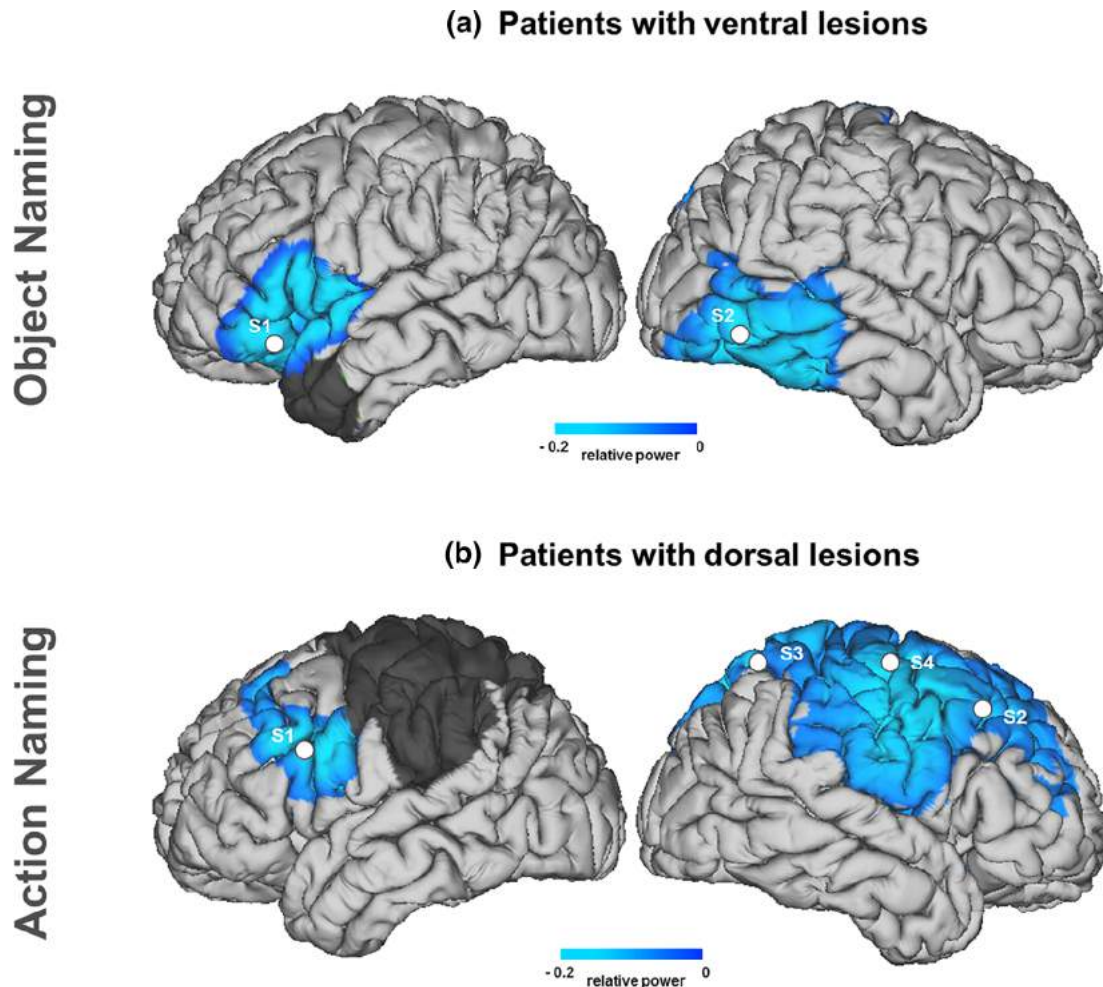 (a) Patients with ventral lesions
Object Naming
S1
S2
- 0.2 0
relative power
(b) Patients with dorsal lesions
Action Naming
S1
S3
S4
S2
- 0.2 0
relative power